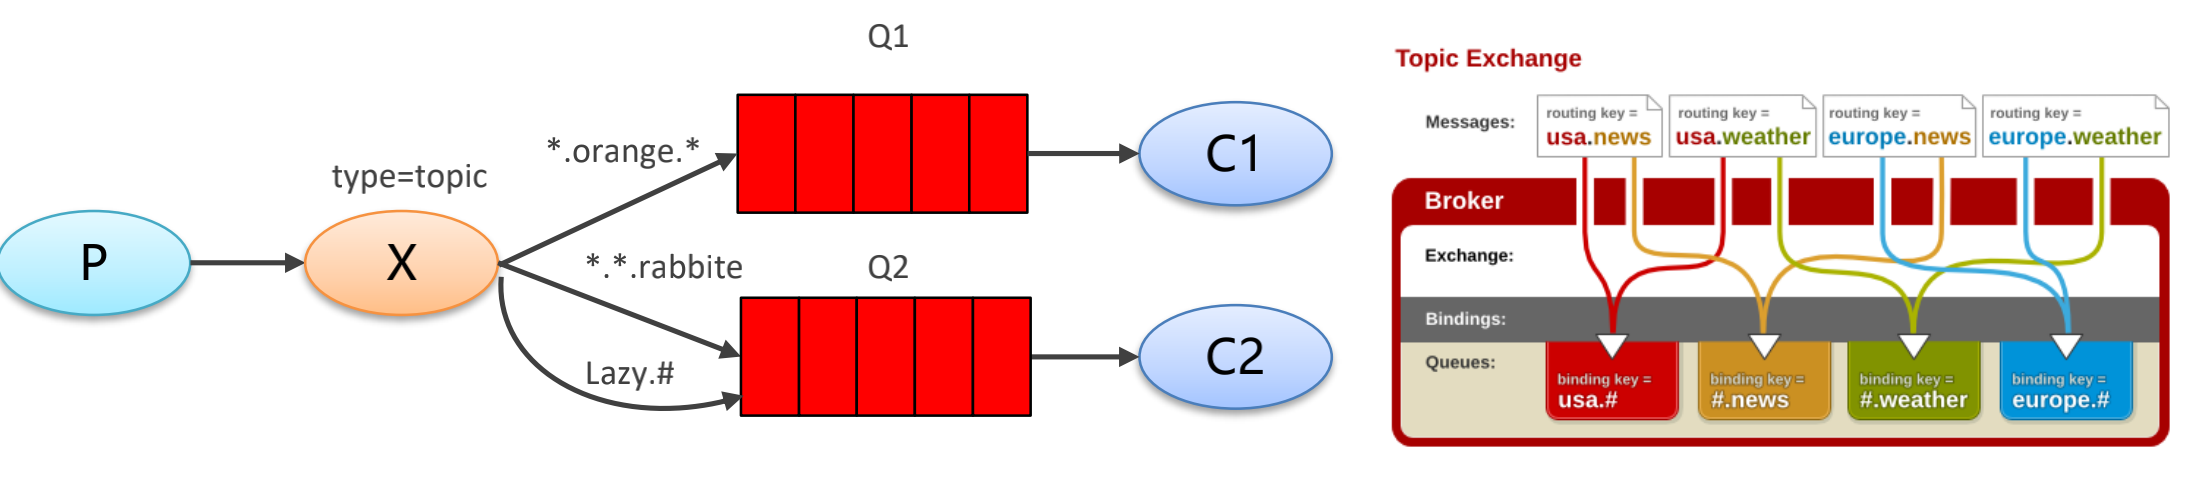 Q1
*.orange.*
type=topic
P
X
C1
*.*.rabbite
Q2
Lazy.#
C2
Topic Exchange
Messages:
routing key =
usa.news
routing key =
usa.weather
routing key =
europe.news
routing key =
europe.weather
Broker
Exchange:
Bindings:
Queues:
binding key =
usa.#
binding key =
#.news
binding key =
#.weather
binding key =
europe.#